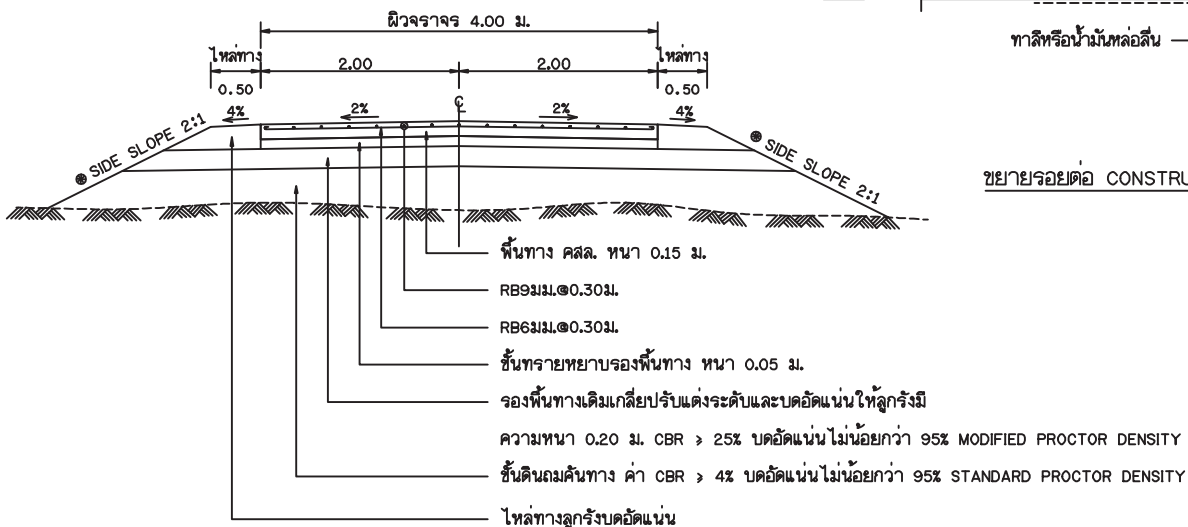 ผิวจราจร 4.00 ม.
ทาสีหรือน้ำมันหล่อลื่น
ไหล่ทาง 2.00 2.00 ไหล่ทาง
0.50 0.50
4% 2% ℄ 2% 4%
SIDE SLOPE 2:1 SIDE SLOPE 2:1
ขยายรอยต่อ CONSTRU
พื้นทาง คสล. หนา 0.15 ม.
RB9มม.@0.30ม.
RB6มม.@0.30ม.
ชั้นทรายหยาบรองพื้นทาง หนา 0.05 ม.
รองพื้นทางเดิมเกลี่ยปรับแต่งระดับและบดอัดแน่นให้ลูกรังมี
ความหนา 0.20 ม. CBR > 25% บดอัดแน่นไม่น้อยกว่า 95% MODIFIED PROCTOR DENSITY
ชั้นดินถมคันทาง ค่า CBR > 4% บดอัดแน่นไม่น้อยกว่า 95% STANDARD PROCTOR DENSITY
ไหล่ทางลูกรังบดอัดแน่น